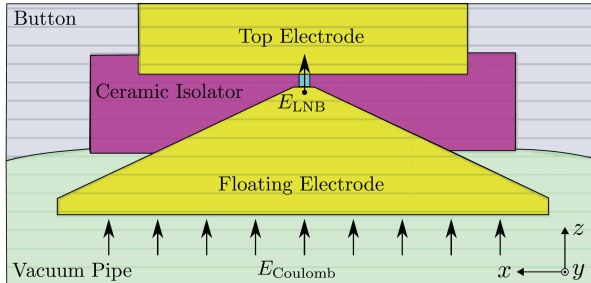 Button
Top Electrode
Ceramic Isolator
E_LNB
Floating Electrode
E_Coulomb
Vacuum Pipe
z
x
y